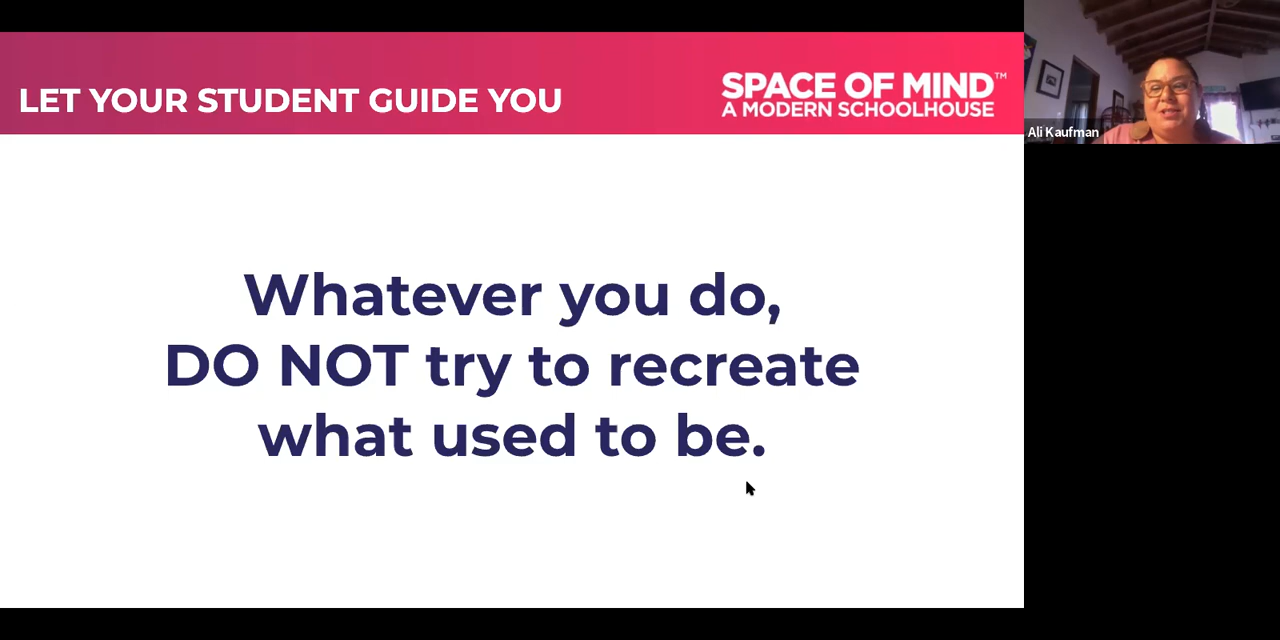 LET YOUR STUDENT GUIDE YOU
SPACE OF MIND™
A MODERN SCHOOLHOUSE
Ali Kaufman
Whatever you do,
DO NOT try to recreate
what used to be.